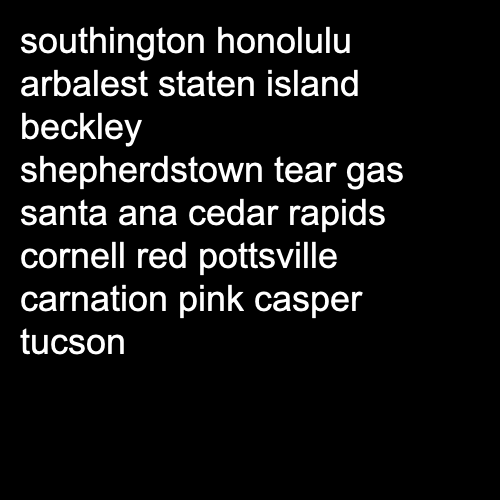 southington honolulu
arbalest staten island
beckley
shepherdstown tear gas
santa ana cedar rapids
cornell red pottsville
carnation pink casper
tucson